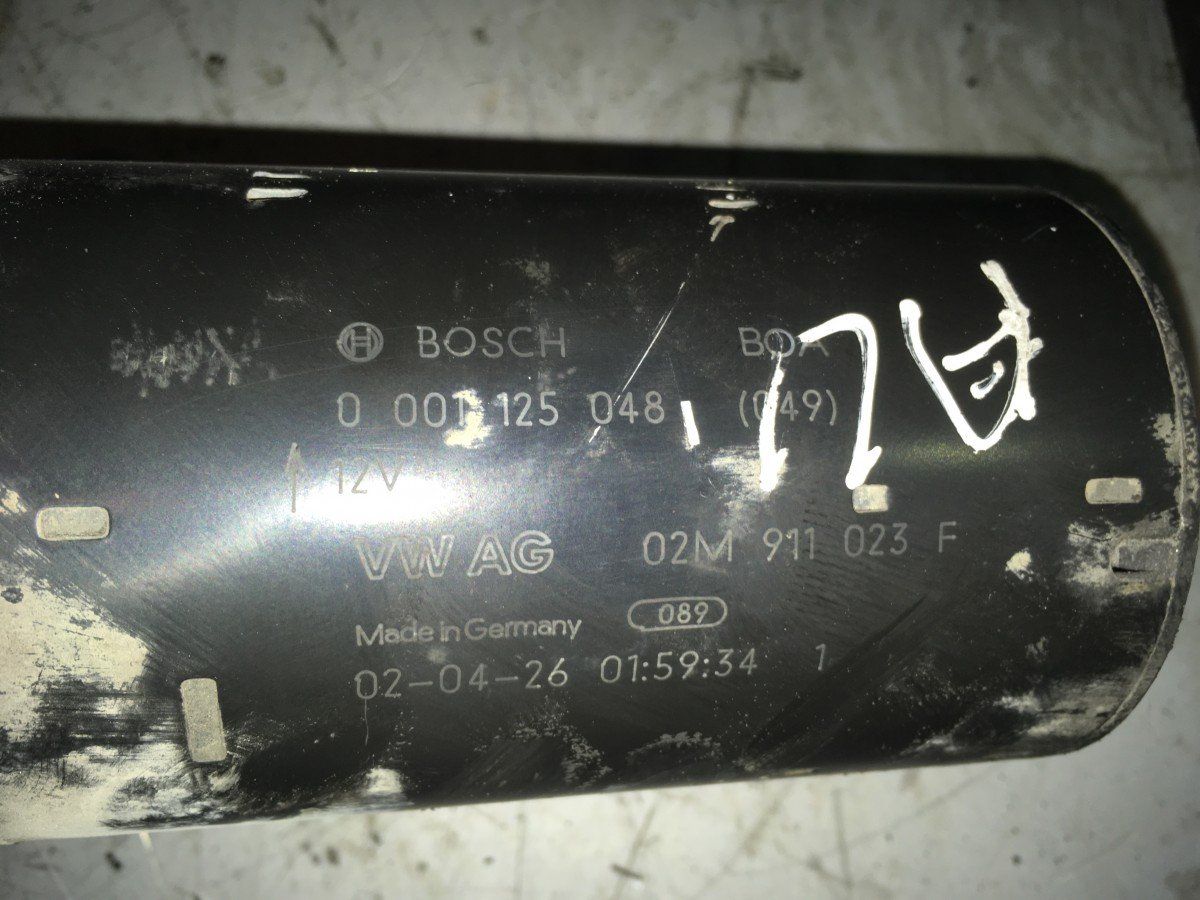 BOSCH BOA
0 001 125 048 (049)
12V
VW AG 02M 911 023 F
Made in Germany 089
02-04-26 01:59:34 1